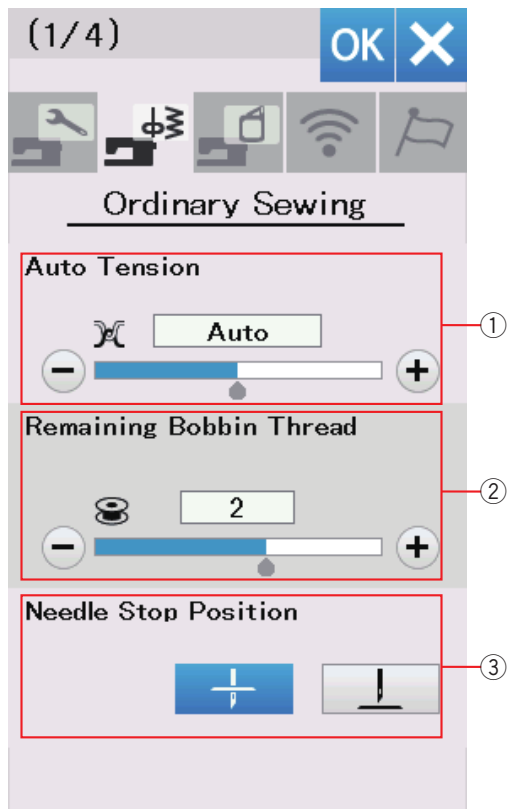 (1/4)
OK
Ordinary Sewing
Auto Tension
①
Auto
− +
Remaining Bobbin Thread
②
2
− +
Needle Stop Position
③